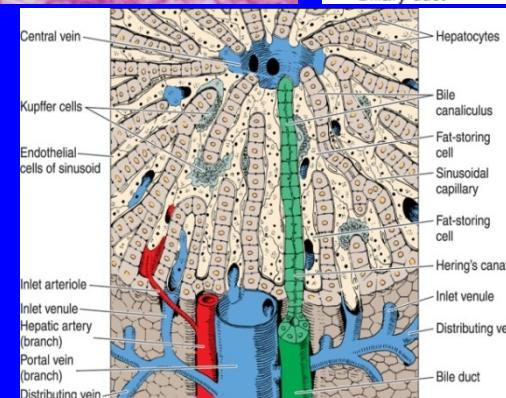 Central vein
Kupffer cells
Endothelial
cells of sinusoid
Inlet arteriole
Inlet venule
Hepatic artery
(branch)
Portal vein
(branch)
Distributing vein
Hepatocytes
Bile
canaliculus
Fat-storing
cell
Sinusoidal
capillary
Fat-storing
cell
Hering's canal
Inlet venule
Distributing ve
Bile duct